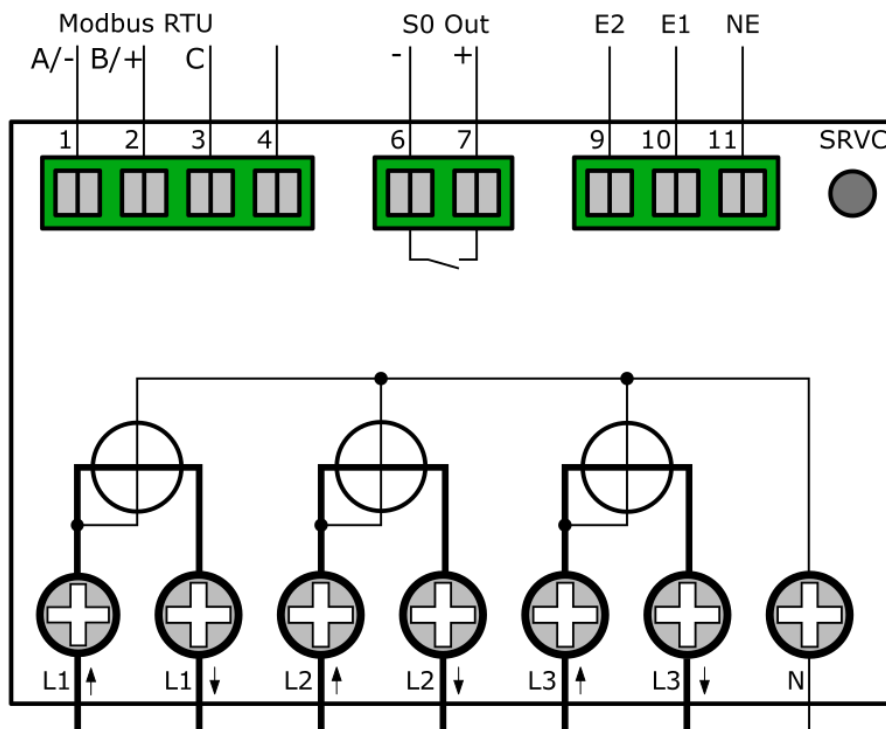 Modbus RTU S0 Out E2 E1 NE
A/- B/+ C - +
1 2 3 4 6 7 9 10 11 SRVC
L1 L1 L2 L2 L3 L3 N